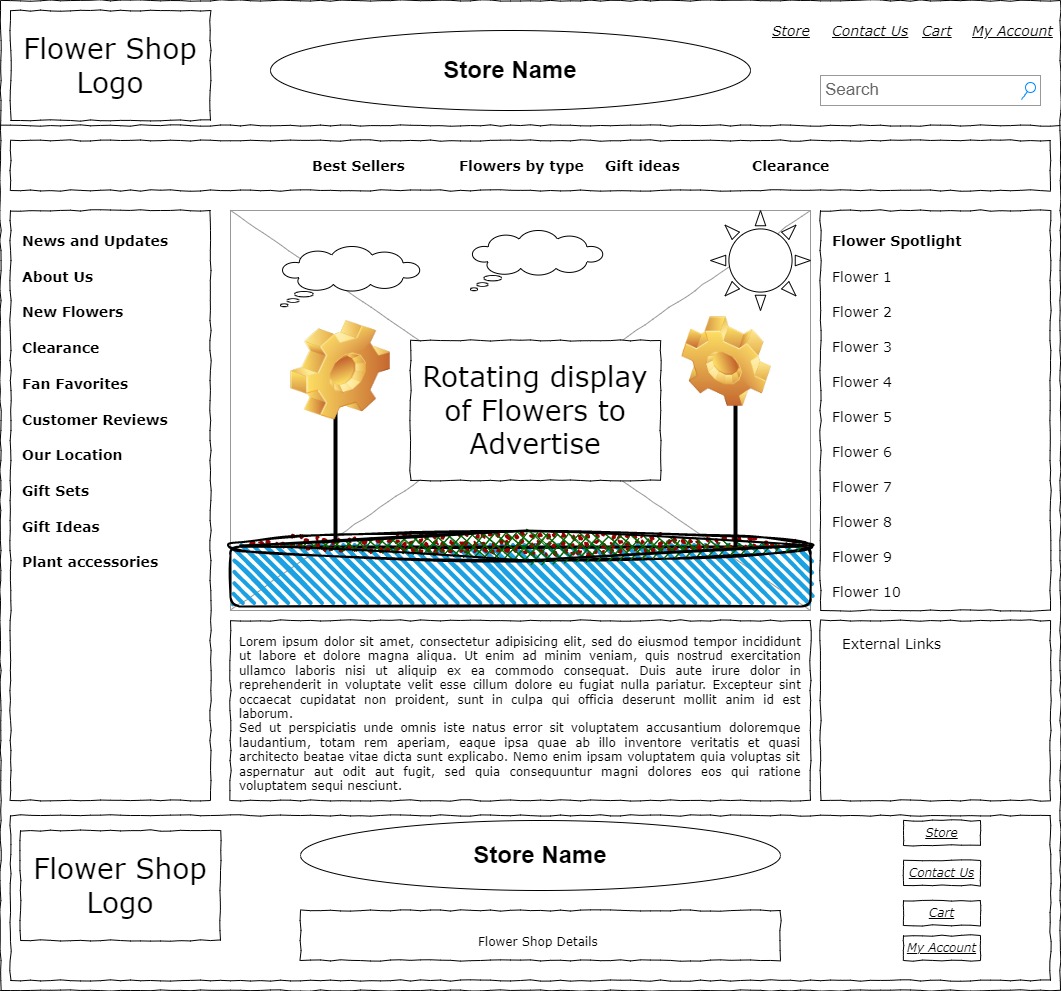 Flower Shop
Logo
Store Name
Store Contact Us Cart My Account
Search
Best Sellers Flowers by type Gift ideas Clearance
News and Updates
About Us
New Flowers
Clearance
Fan Favorites
Customer Reviews
Our Location
Gift Sets
Gift Ideas
Plant accessories
Rotating display
of Flowers to
Advertise
Flower Spotlight
Flower 1
Flower 2
Flower 3
Flower 4
Flower 5
Flower 6
Flower 7
Flower 8
Flower 9
Flower 10
Lorem ipsum dolor sit amet, consectetur adipisicing elit, sed do eiusmod tempor incididunt
ut labore et dolore magna aliqua. Ut enim ad minim veniam, quis nostrud exercitation
ullamco laboris nisi ut aliquip ex ea commodo consequat. Duis aute irure dolor in
reprehenderit in voluptate velit esse cillum dolore eu fugiat nulla pariatur. Excepteur sint
occaecat cupidatat non proident, sunt in culpa qui officia deserunt mollit anim id est
laborum.
Sed ut perspiciatis unde omnis iste natus error sit voluptatem accusantium doloremque
laudantium, totam rem aperiam, eaque ipsa quae ab illo inventore veritatis et quasi
architecto beatae vitae dicta sunt explicabo. Nemo enim ipsam voluptatem quia voluptas sit
aspernatur aut odit aut fugit, sed quia consequuntur magni dolores eos qui ratione
voluptatem sequi nesciunt.
External Links
Flower Shop
Logo
Store Name
Flower Shop Details
Store
Contact Us
Cart
My Account